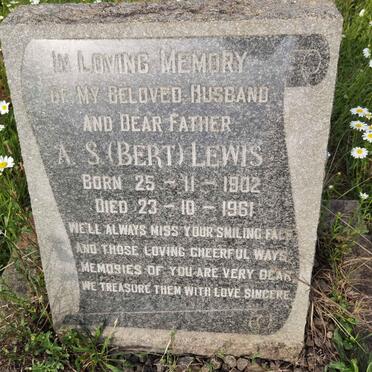 In Loving Memory
of my beloved Husband
and dear Father
A. S. (Bert) Lewis
Born 25-11-1902
Died 23-10-1961
We'll always miss your smiling face
and those loving cheerful ways
memories of you are very dear
we treasure them with love sincere